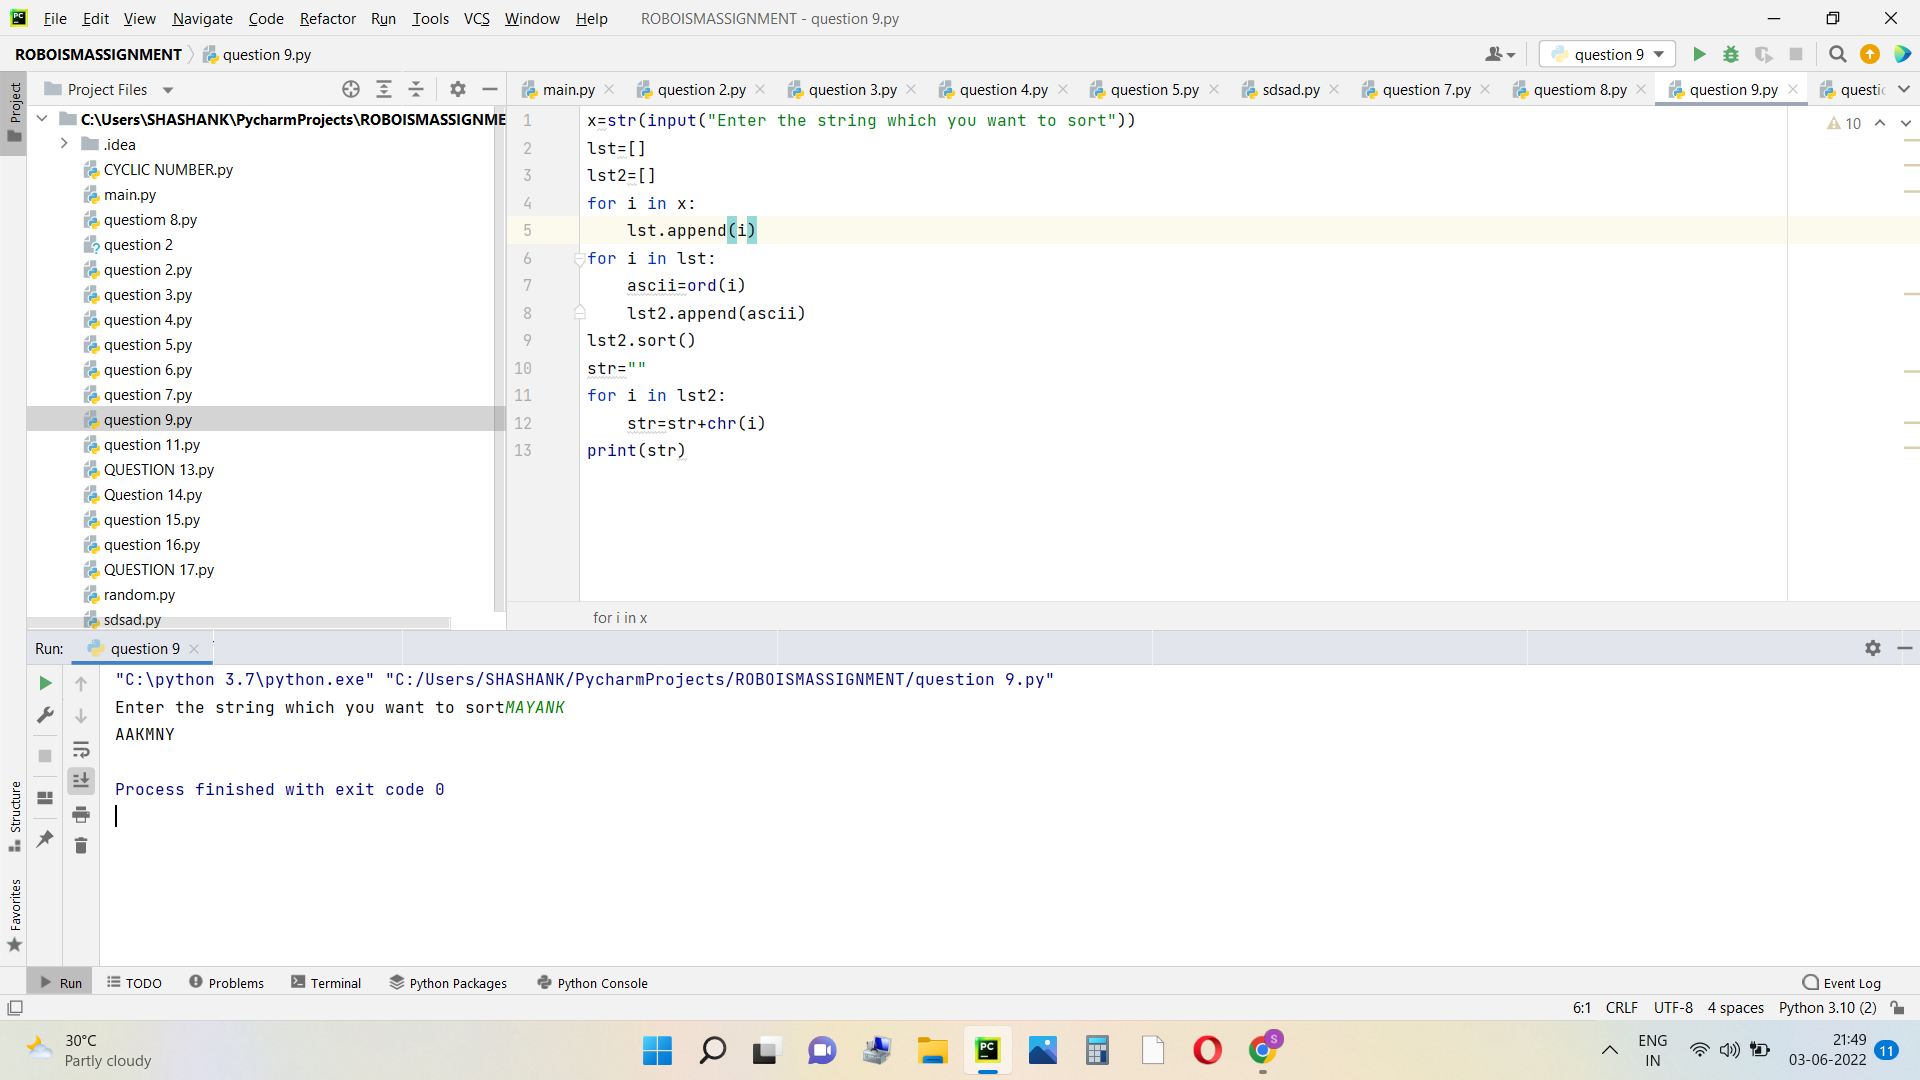 File Edit View Navigate Code Refactor Run Tools VCS Window Help ROBOISMASSIGNMENT - question 9.py
ROBOISMASSIGNMENT question 9.py question 9
Project Files
main.py question 2.py question 3.py question 4.py question 5.py sdsad.py question 7.py questiom 8.py question 9.py
Project
C:\Users\SHASHANK\PycharmProjects\ROBOISMASSIGNME
.idea
CYCLIC NUMBER.py
main.py
questiom 8.py
question 2
question 2.py
question 3.py
question 4.py
question 5.py
question 6.py
question 7.py
question 9.py
question 11.py
QUESTION 13.py
Question 14.py
question 15.py
question 16.py
QUESTION 17.py
random.py
sdsad.py
10
1 x=str(input("Enter the string which you want to sort"))
2 lst=[]
3 lst2=[]
4 for i in x:
5 lst.append(i)
6 for i in lst:
7 ascii=ord(i)
8 lst2.append(ascii)
9 lst2.sort()
10 str=""
11 for i in lst2:
12 str=str+chr(i)
13 print(str)
for i in x
Run: question 9
"C:\python 3.7\python.exe" "C:/Users/SHASHANK/PycharmProjects/ROBOISMASSIGNMENT/question 9.py"
Enter the string which you want to sortMAYANK
AAKMNY
Process finished with exit code 0
Structure
Favorites
Run TODO Problems Terminal Python Packages Python Console Event Log
6:1 CRLF UTF-8 4 spaces Python 3.10 (2)
30°C
Partly cloudy
PC
S
ENG
IN
21:49
03-06-2022
11